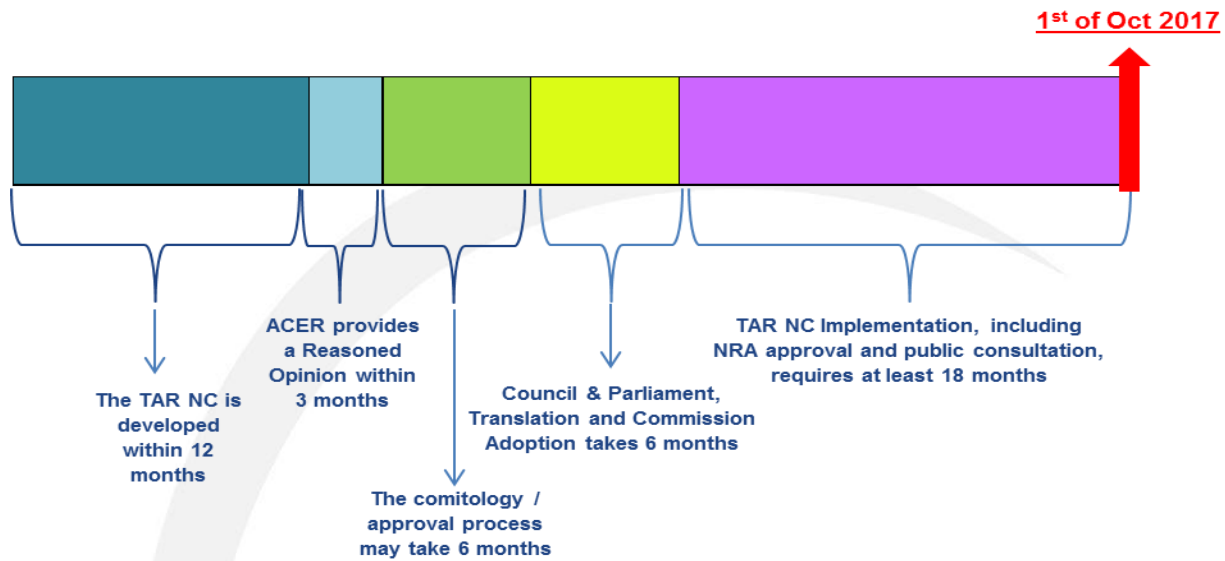 1st of Oct 2017
The TAR NC is
developed
within 12
months
ACER provides
a Reasoned
Opinion within
3 months
The comitology /
approval process
may take 6 months
Council & Parliament,
Translation and Commission
Adoption takes 6 months
TAR NC Implementation, including
NRA approval and public consultation,
requires at least 18 months